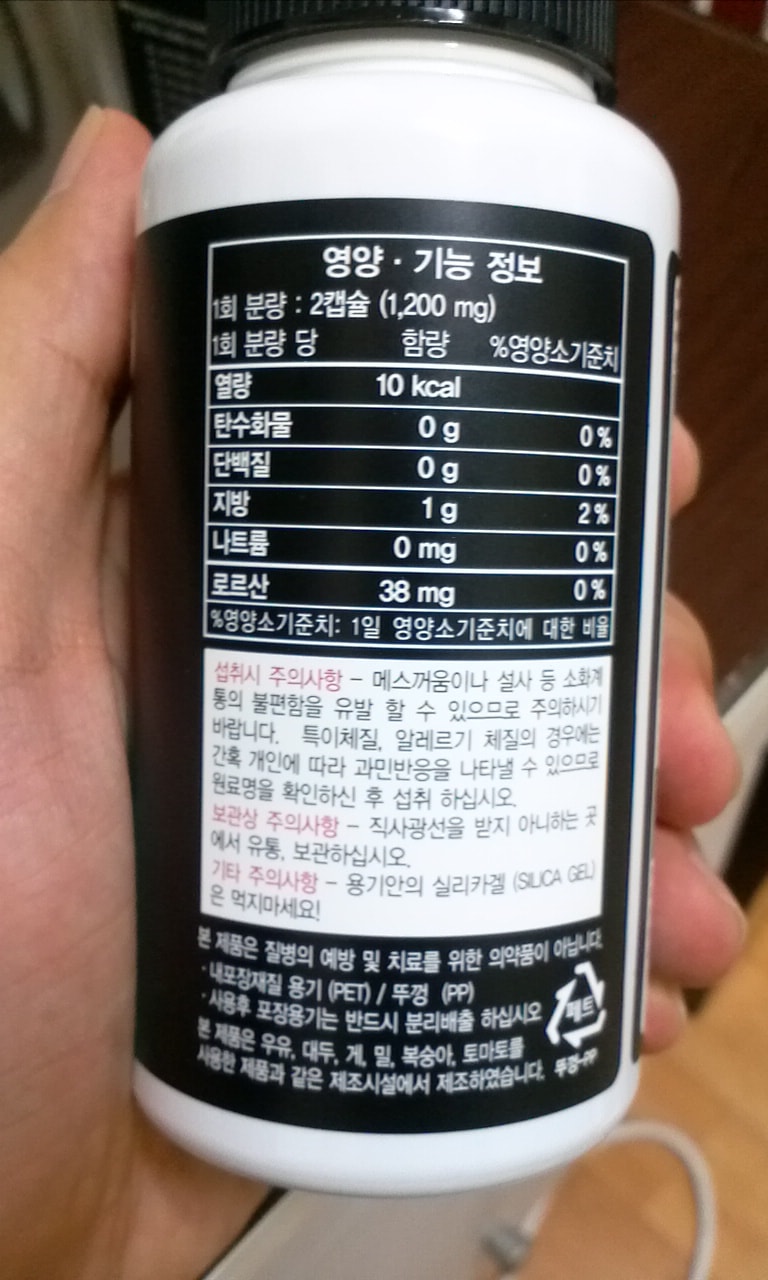 영양 · 기능 정보
1회 분량 : 2캡슐 (1,200 mg)
1회 분량 당 함량 %영양소기준치
열량 10 kcal
탄수화물 0 g 0 %
단백질 0 g 0 %
지방 1 g 2 %
나트륨 0 mg 0 %
로르산 38 mg 0 %
%영양소기준치: 1일 영양소기준치에 대한 비율
섭취시 주의사항 - 메스꺼움이나 설사 등 소화계
통의 불편함을 유발 할 수 있으므로 주의하시기
바랍니다. 특이체질, 알레르기 체질의 경우에는
간혹 개인에 따라 과민반응을 나타낼 수 있으므로
원료명을 확인하신 후 섭취 하십시오.
보관상 주의사항 - 직사광선을 받지 아니하는 곳
에서 유통, 보관하십시오.
기타 주의사항 - 용기안의 실리카겔 (SILICA GEL)
은 먹지마세요!
본 제품은 질병의 예방 및 치료를 위한 의약품이 아닙니다.
· 내포장재질 용기 (PET) / 뚜껑 (PP)
· 사용후 포장용기는 반드시 분리배출 하십시오
페트
뚜껑-PP
본 제품은 우유, 대두, 게, 밀, 복숭아, 토마토를
사용한 제품과 같은 제조시설에서 제조하였습니다.